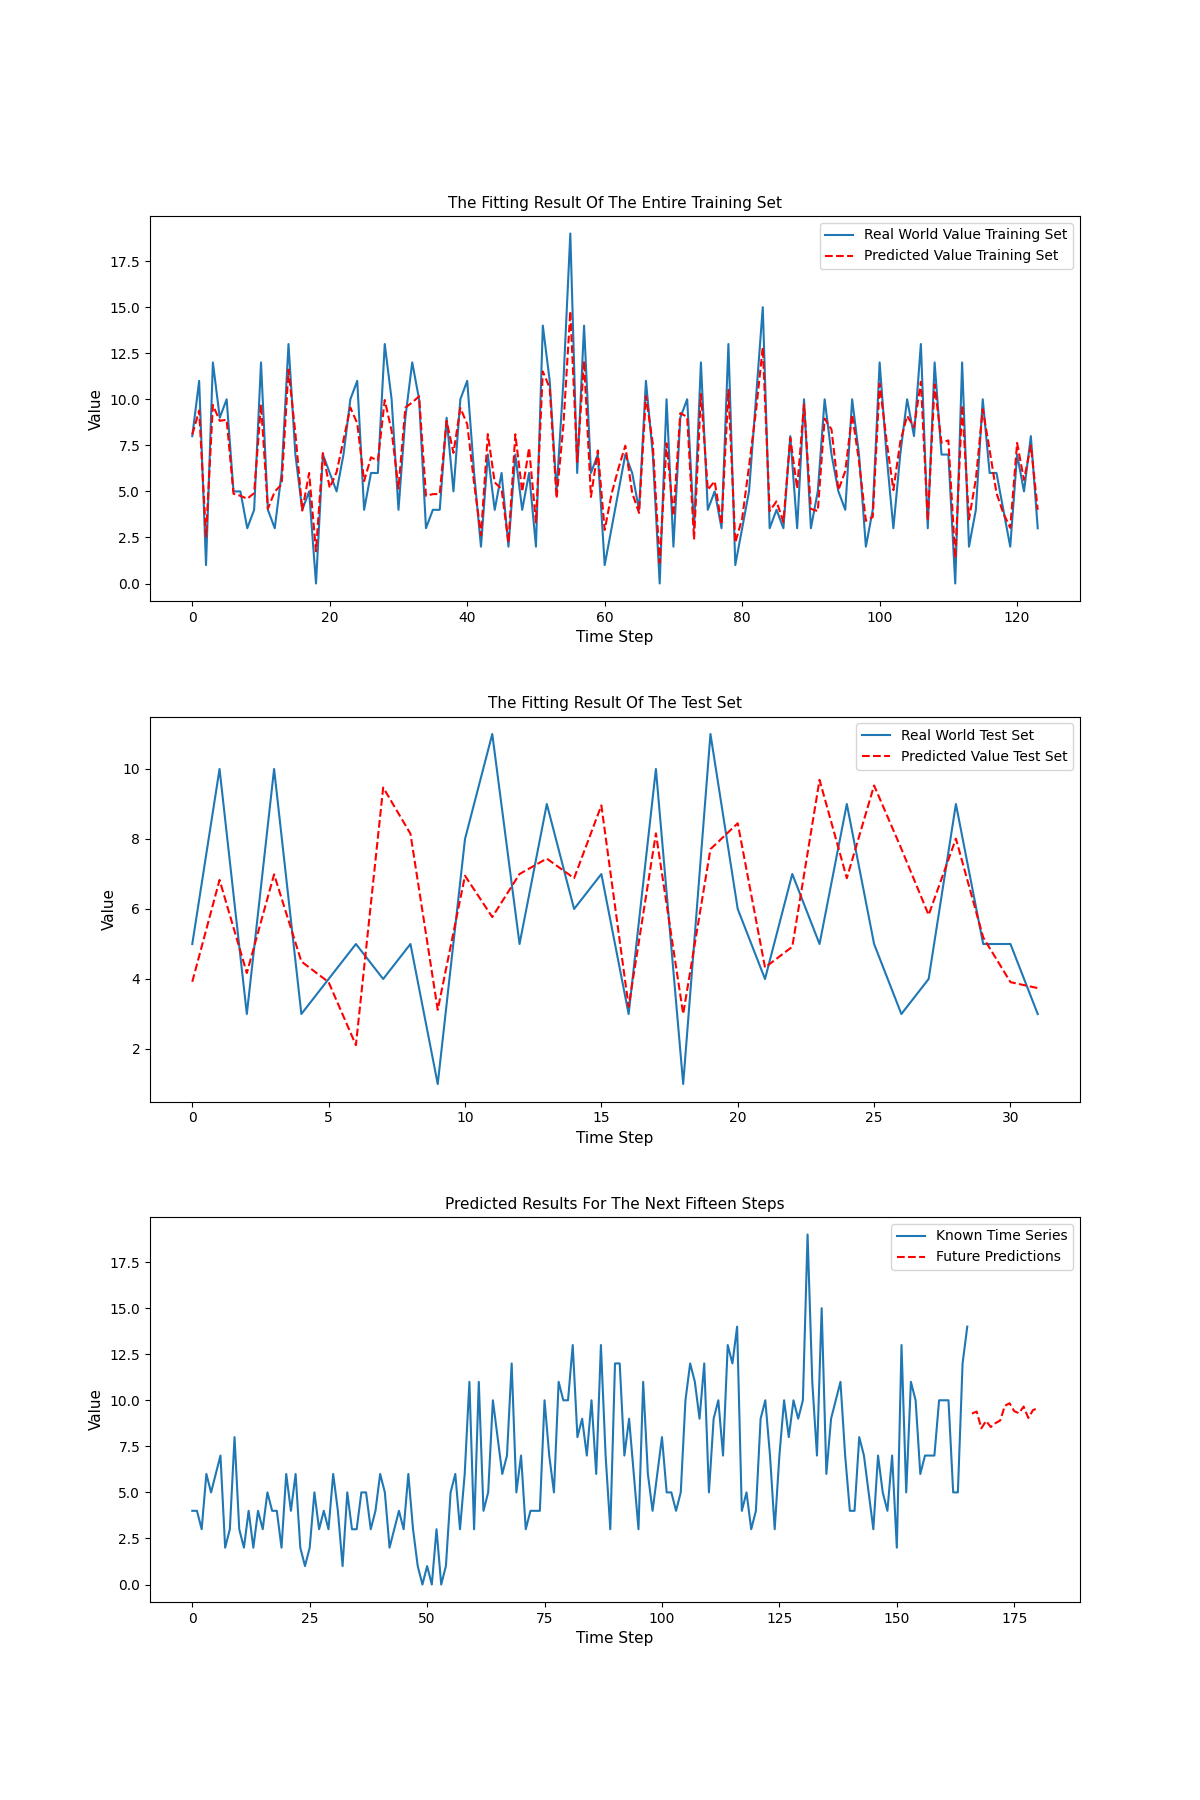 The Fitting Result Of The Entire Training Set
Real World Value Training Set
Predicted Value Training Set
Value
17.5
15.0
12.5
10.0
7.5
5.0
2.5
0.0
0 20 40 60 80 100 120
Time Step
The Fitting Result Of The Test Set
Real World Test Set
Predicted Value Test Set
Value
10
8
6
4
2
0 5 10 15 20 25 30
Time Step
Predicted Results For The Next Fifteen Steps
Known Time Series
Future Predictions
Value
17.5
15.0
12.5
10.0
7.5
5.0
2.5
0.0
0 25 50 75 100 125 150 175
Time Step